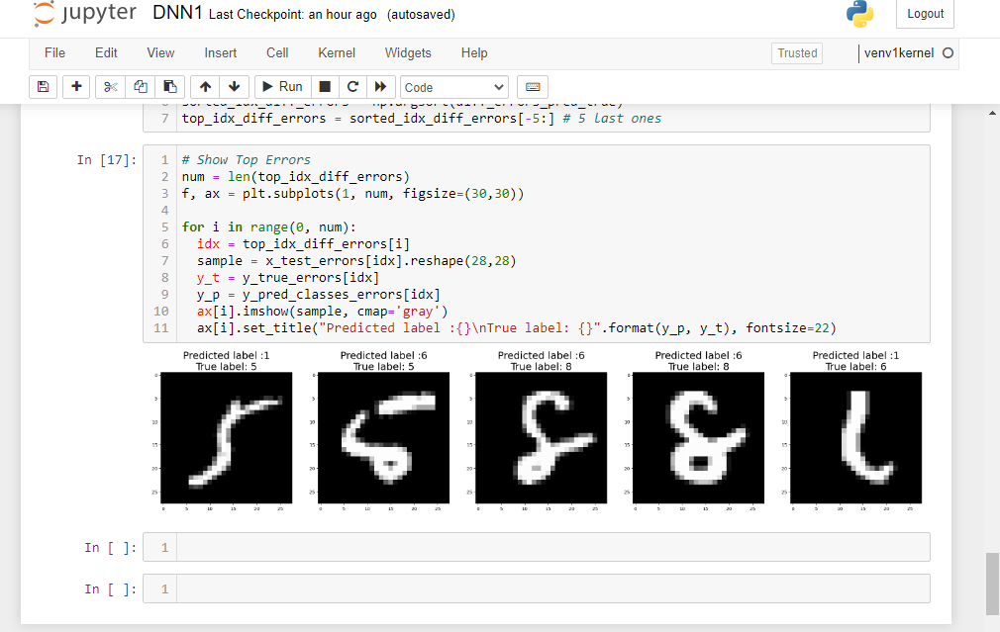 jupyter DNN1 Last Checkpoint: an hour ago (autosaved)
Logout
File Edit View Insert Cell Kernel Widgets Help
Trusted
venv1kernel
Run
Code
7 top_idx_diff_errors = sorted_idx_diff_errors[-5:] # 5 last ones
In [17]:
1 # Show Top Errors
2 num = len(top_idx_diff_errors)
3 f, ax = plt.subplots(1, num, figsize=(30,30))
4
5 for i in range(0, num):
6 idx = top_idx_diff_errors[i]
7 sample = x_test_errors[idx].reshape(28,28)
8 y_t = y_true_errors[idx]
9 y_p = y_pred_classes_errors[idx]
10 ax[i].imshow(sample, cmap='gray')
11 ax[i].set_title("Predicted label :{}\nTrue label: {}".format(y_p, y_t), fontsize=22)
Predicted label :1
True label: 5
Predicted label :6
True label: 5
Predicted label :6
True label: 8
Predicted label :6
True label: 8
Predicted label :1
True label: 6
In [ ]: 1
In [ ]: 1